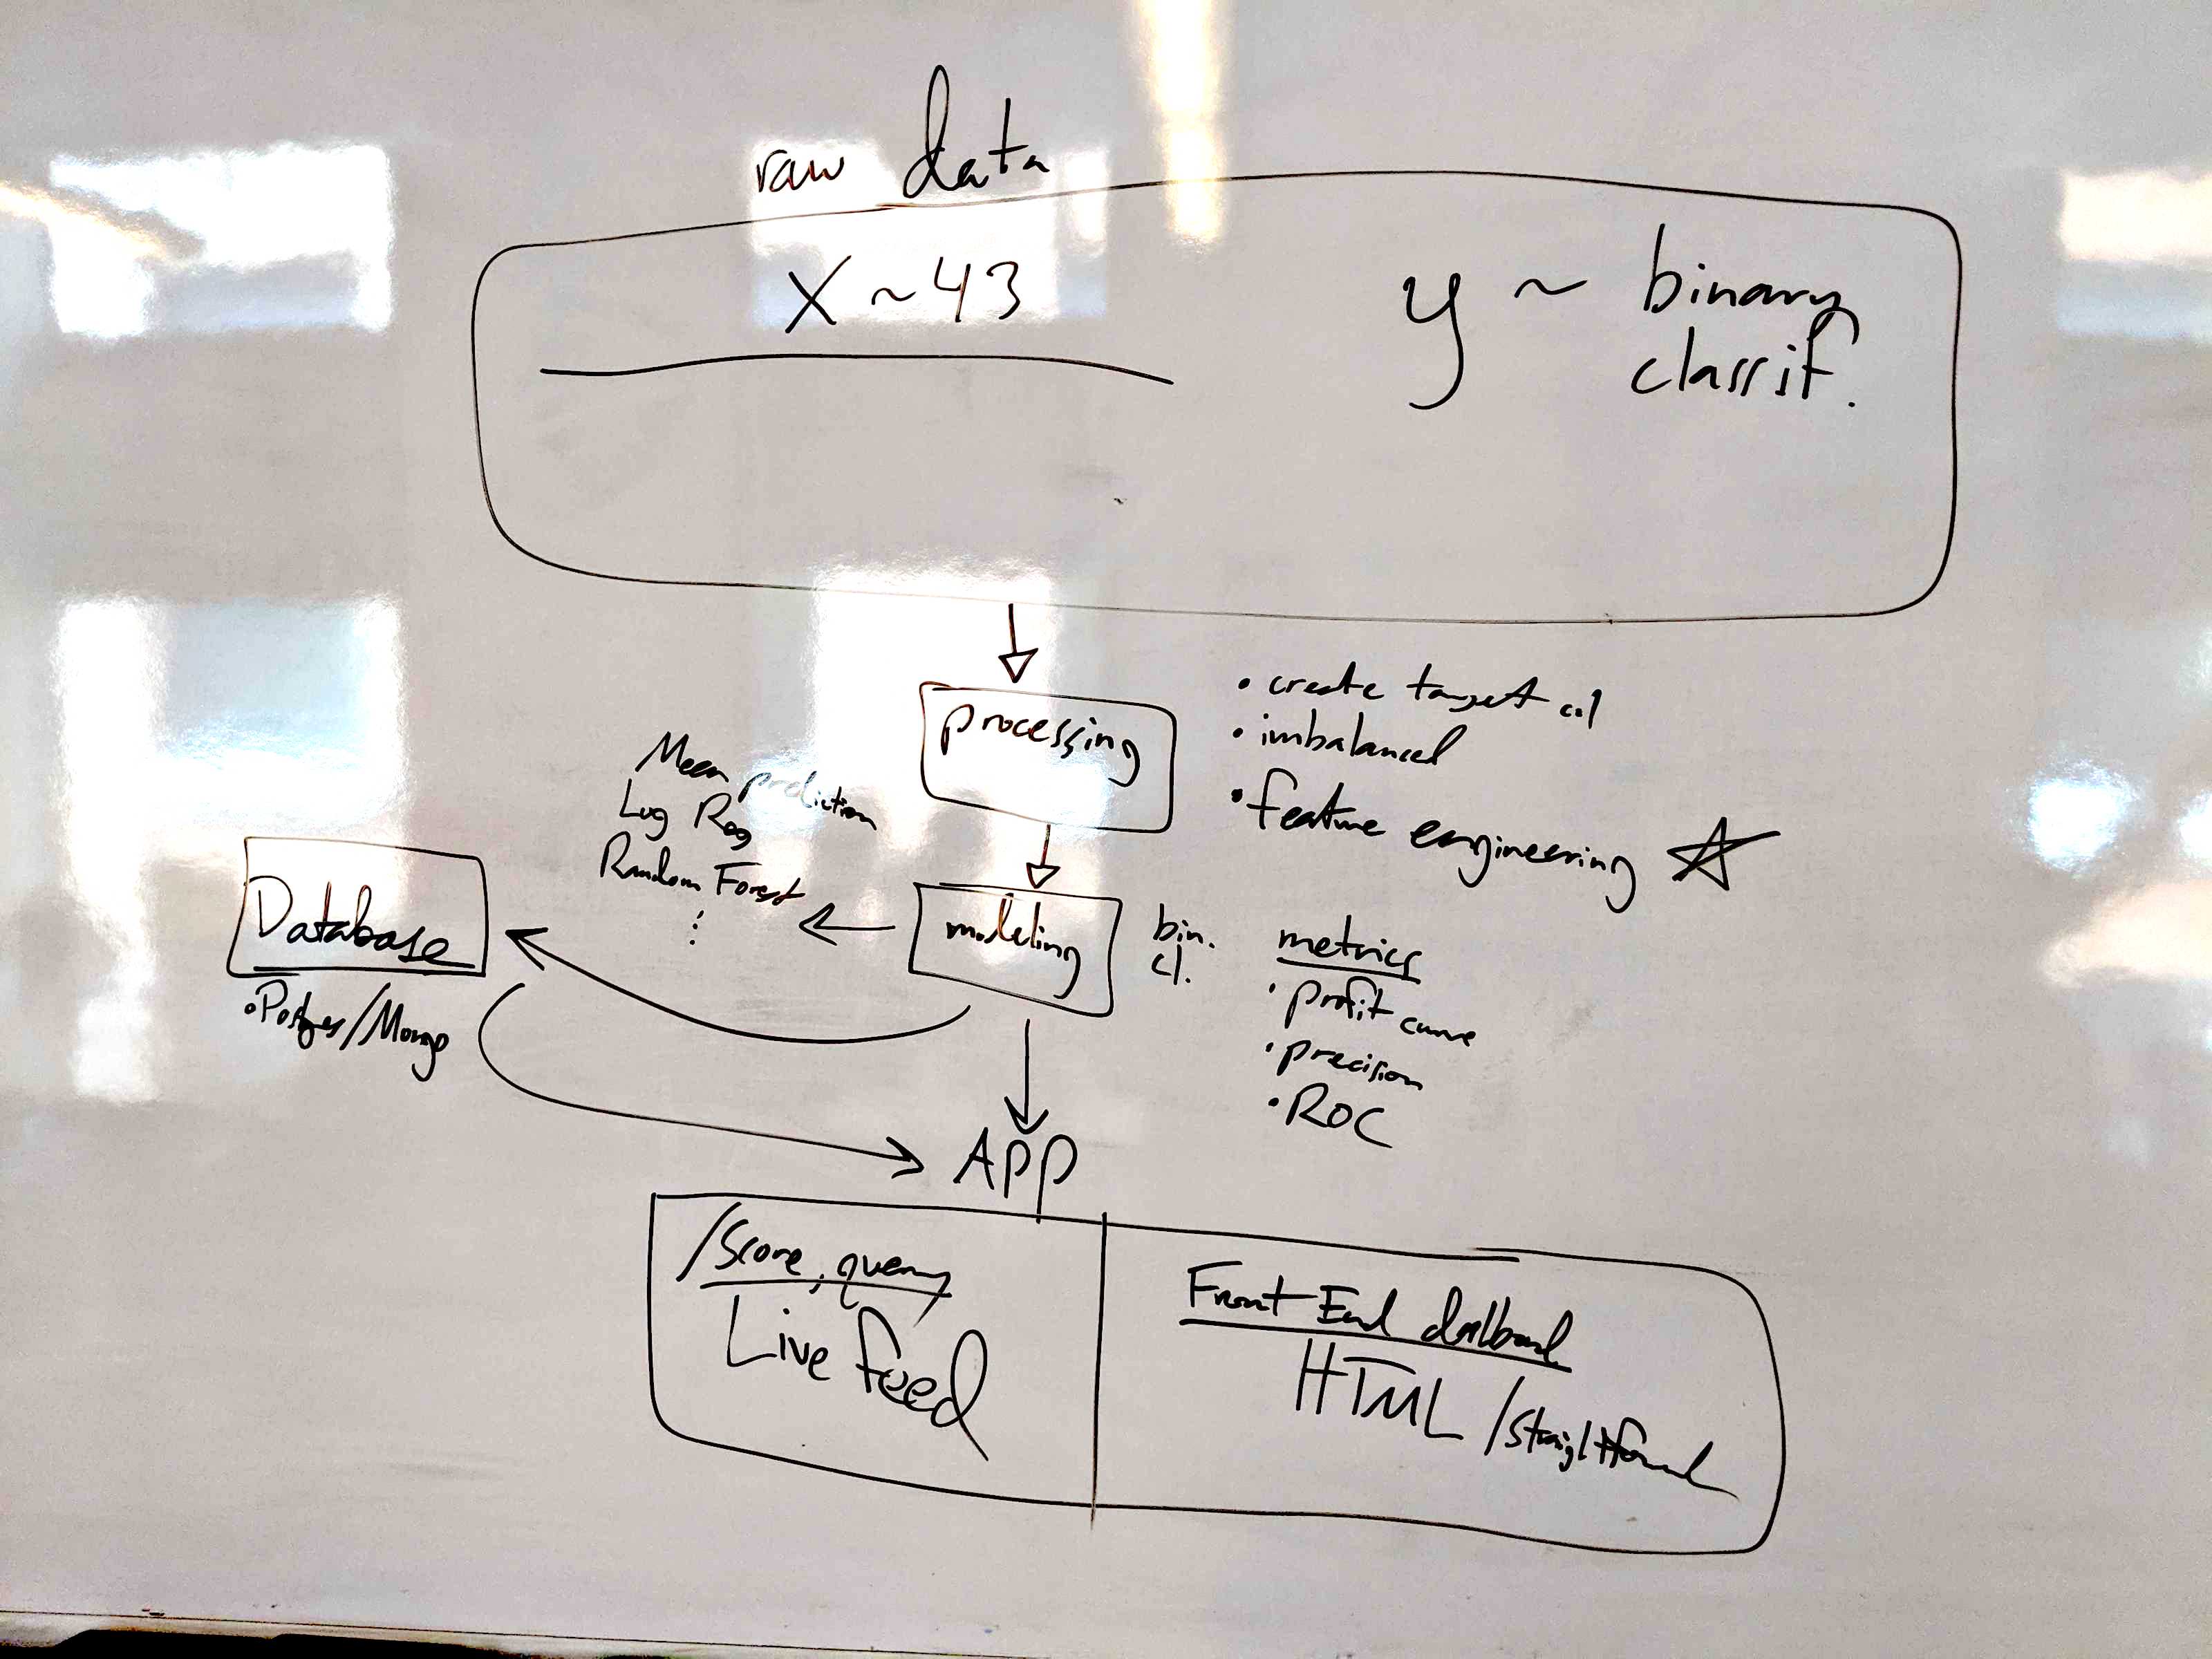 raw data
X ~ 43
y ~ binary
classif.
processing
• create target col
• imbalanced
• feature engineering
Mean prediction
Log Reg
Random Forest
⋮
modeling
bin.
cl.
metrics
• profit curve
• precision
• ROC
Database
• Postgres/Mongo
APP
/Score, query
Live feed
Front End dashboard
HTML /straightforward